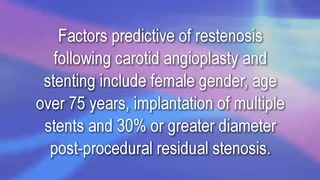 Factors predictive of restenosis
following carotid angioplasty and
stenting include female gender, age
over 75 years, implantation of multiple
stents and 30% or greater diameter
post-procedural residual stenosis.